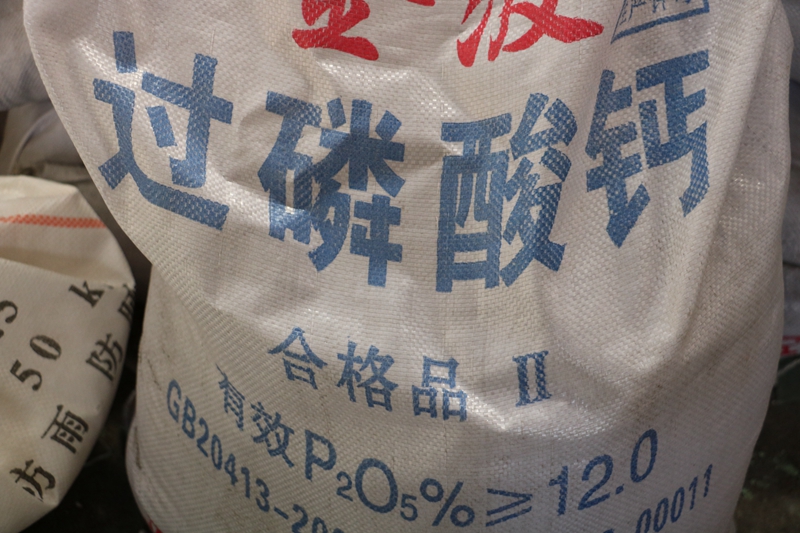 过磷酸钙
合格品 Ⅱ
有效P₂O₅%≥12.0
GB20413-20
00011
50 k
防雨 防